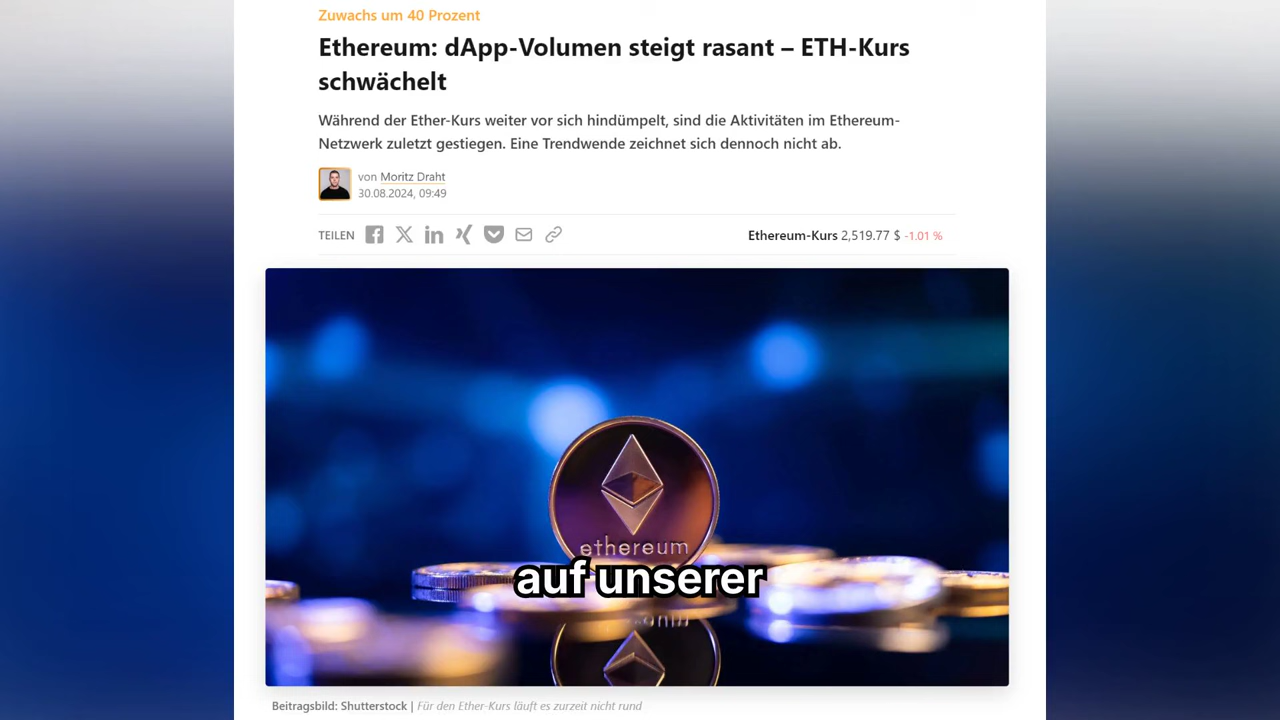 Zuwachs um 40 Prozent
Ethereum: dApp-Volumen steigt rasant – ETH-Kurs
schwächelt
Während der Ether-Kurs weiter vor sich hindümpelt, sind die Aktivitäten im Ethereum-
Netzwerk zuletzt gestiegen. Eine Trendwende zeichnet sich dennoch nicht ab.
von Moritz Draht
30.08.2024, 09:49
TEILEN
Ethereum-Kurs 2,519.77 $ -1.01 %
ethereum
auf unserer
Beitragsbild: Shutterstock | Für den Ether-Kurs läuft es zurzeit nicht rund